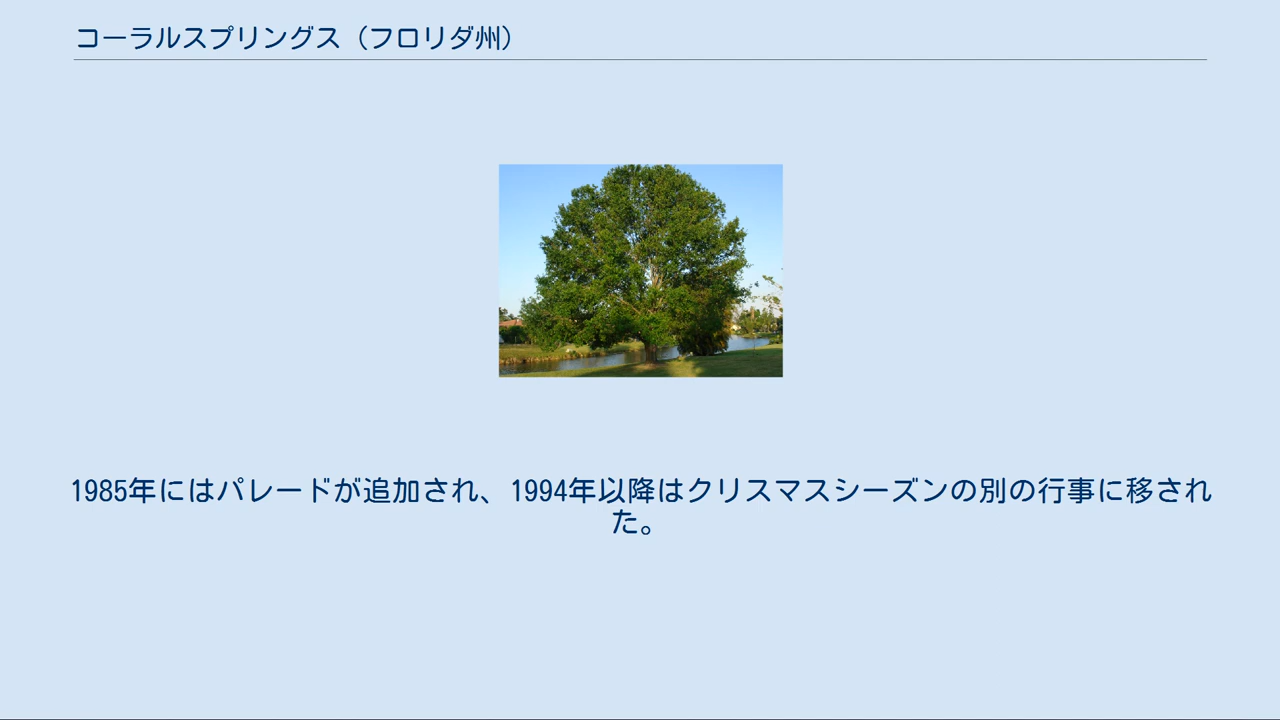 コーラルスプリングス（フロリダ州）
1985年にはパレードが追加され、1994年以降はクリスマスシーズンの別の行事に移され
た。